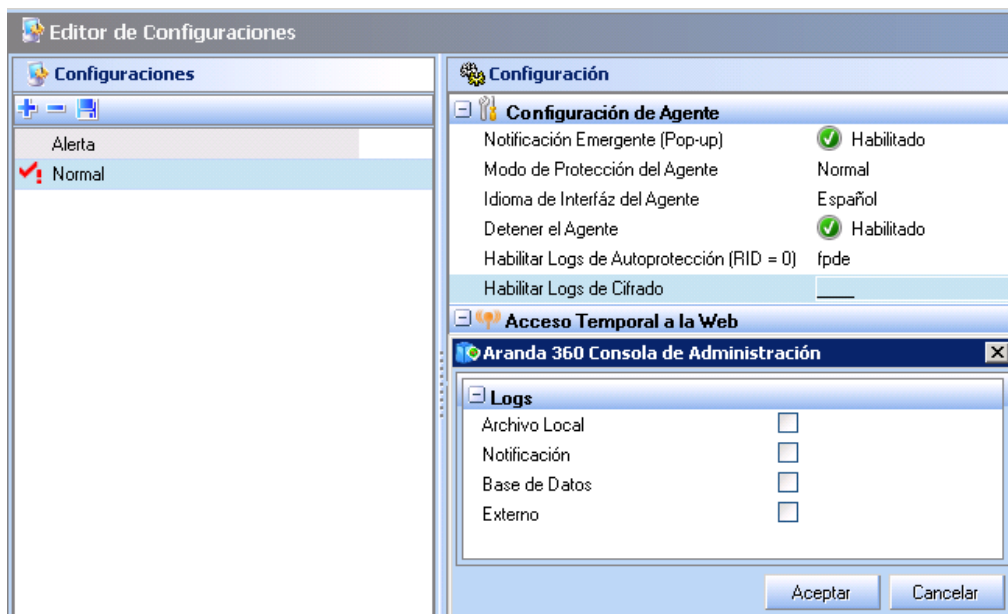 Editor de Configuraciones
Configuraciones
Alerta
Normal
Configuración
Configuración de Agente
Notificación Emergente (Pop-up) Habilitado
Modo de Protección del Agente Normal
Idioma de Interfáz del Agente Español
Detener el Agente Habilitado
Habilitar Logs de Autoprotección (RID = 0) fpde
Habilitar Logs de Cifrado ____
Acceso Temporal a la Web
Aranda 360 Consola de Administración
Logs
Archivo Local
Notificación
Base de Datos
Externo
Aceptar Cancelar